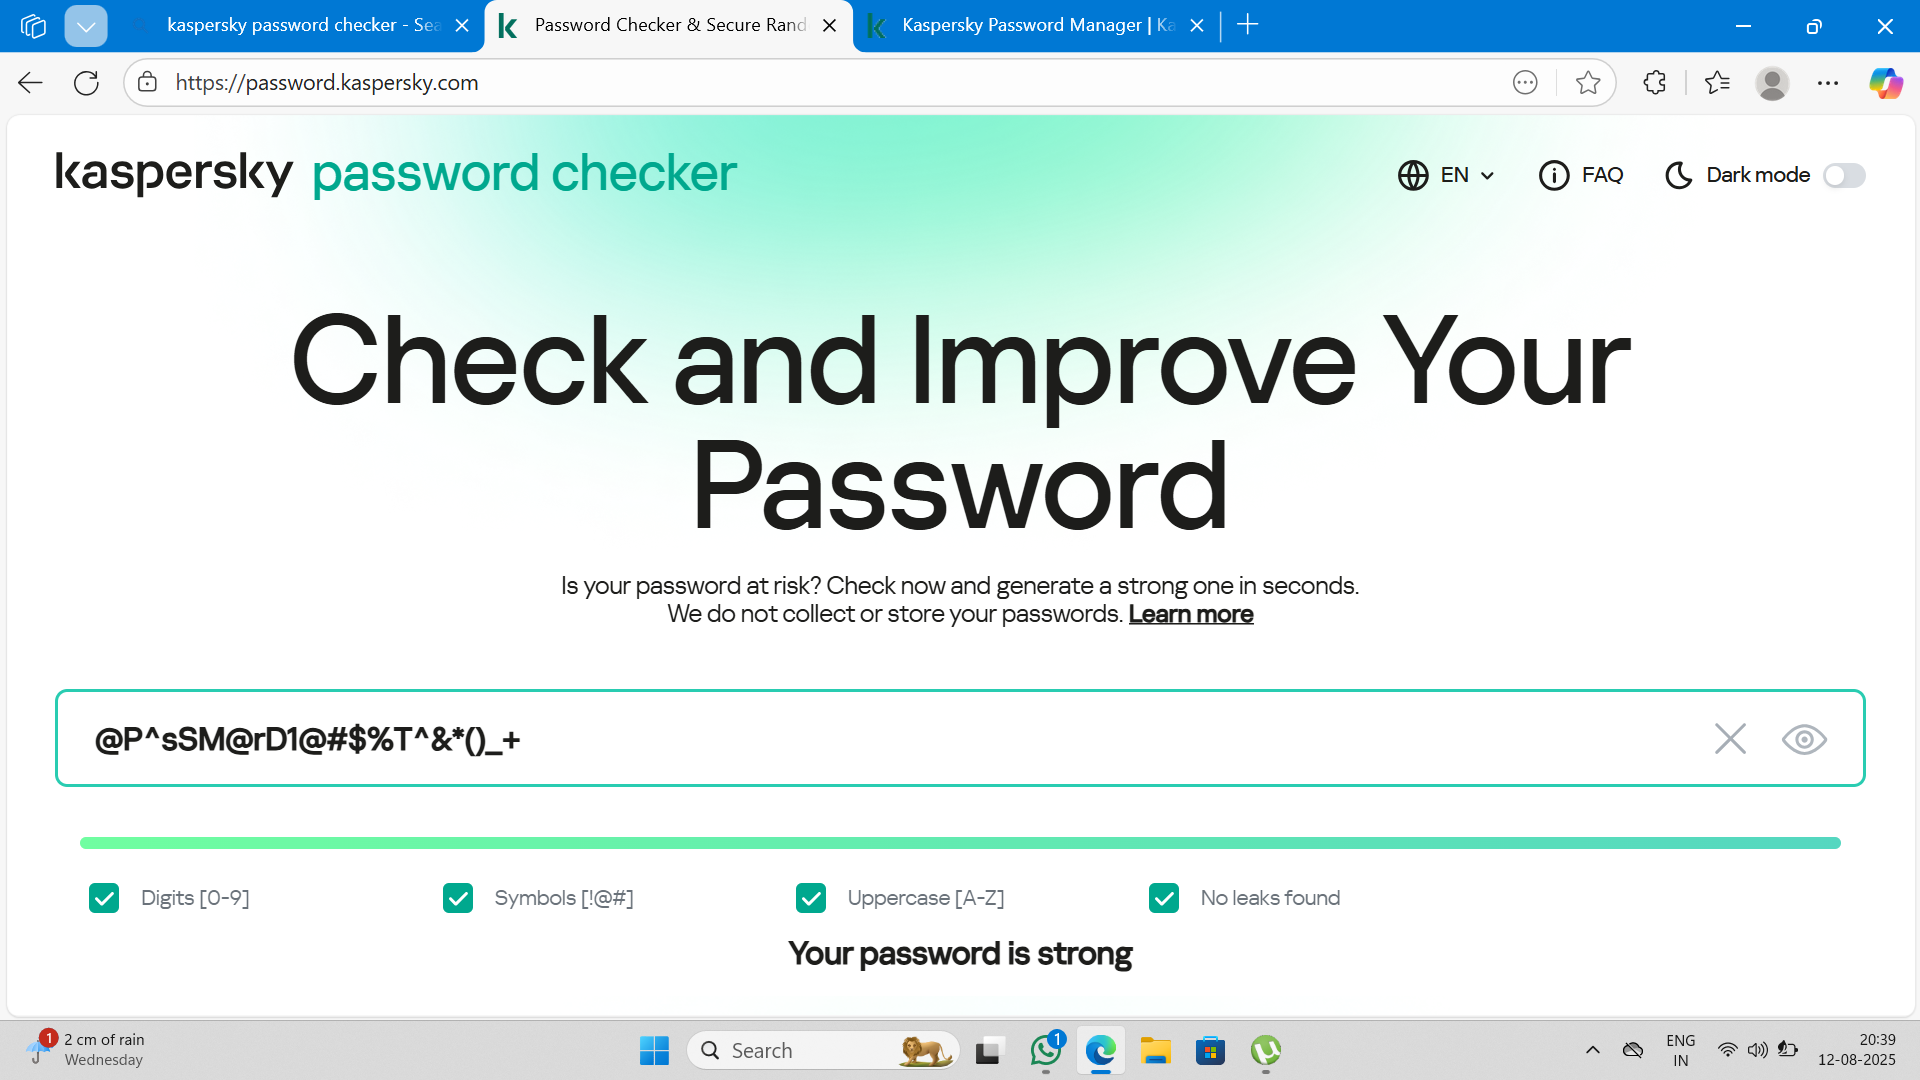 kaspersky password checker - Sea
Password Checker & Secure Rand
Kaspersky Password Manager | Ka
https://password.kaspersky.com
kaspersky password checker
EN
FAQ
Dark mode
Check and Improve Your
Password
Is your password at risk? Check now and generate a strong one in seconds.
We do not collect or store your passwords. Learn more
@P^sSM@rD1@#$%T^&*()_+
Digits [0-9]
Symbols [!@#]
Uppercase [A-Z]
No leaks found
Your password is strong
1
2 cm of rain
Wednesday
Search
1
ENG
IN
20:39
12-08-2025